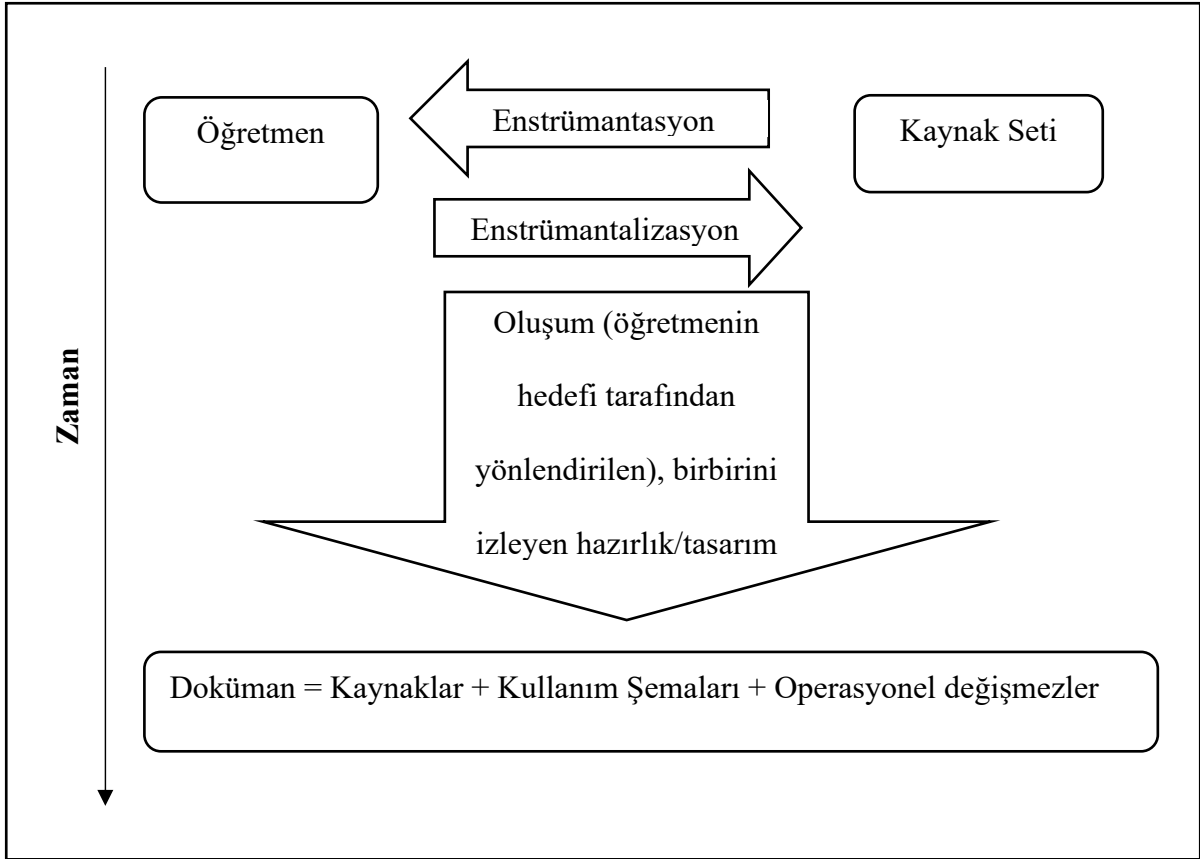 Öğretmen
Enstrümantasyon
Kaynak Seti
Enstrümantalizasyon
Oluşum (öğretmenin
hedefi tarafından
yönlendirilen), birbirini
izleyen hazırlık/tasarım
Zaman
Doküman = Kaynaklar + Kullanım Şemaları + Operasyonel değişmezler